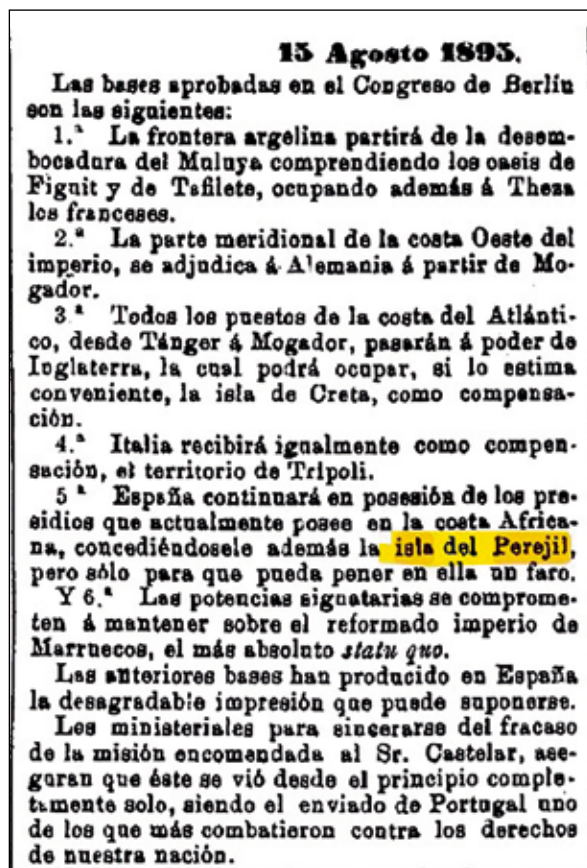 15 Agosto 1895.
Las bases aprobadas en el Congreso de Berlín
son las siguientes:
1.ª La frontera argelina partirá de la desem-
bocadura del Muluya comprendiendo los oasis de
Figuit y de Tafilete, ocupando además á Theza
los franceses.
2.ª La parte meridional de la costa Oeste del
imperio, se adjudica á Alemania á partir de Mo-
gador.
3.ª Todos los puestos de la costa del Atlánti-
co, desde Tánger á Mogador, pasarán á poder de
Inglaterra, la cual podrá ocupar, si lo estima
conveniente, la isla de Creta, como compensa-
ción.
4.ª Italia recibirá igualmente como compen-
sación, el territorio de Trípoli.
5.ª España continuará en posesión de los pre-
sidios que actualmente posee en la costa Africa-
na, concediéndosele además la isla del Perejil,
pero sólo para que pueda poner en ella un faro.
Y 6.ª Las potencias signatarias se comprome-
ten á mantener sobre el reformado imperio de
Marruecos, el más absoluto statu quo.
Las anteriores bases han producido en España
la desagradable impresión que puede suponerse.
Los ministeriales para sincerarse del fracaso
de la misión encomendada al Sr. Castelar, ase-
guran que éste se vió desde el principio comple-
tamente solo, siendo el enviado de Portugal uno
de los que más combatieron contra los derechos
de nuestra nación.